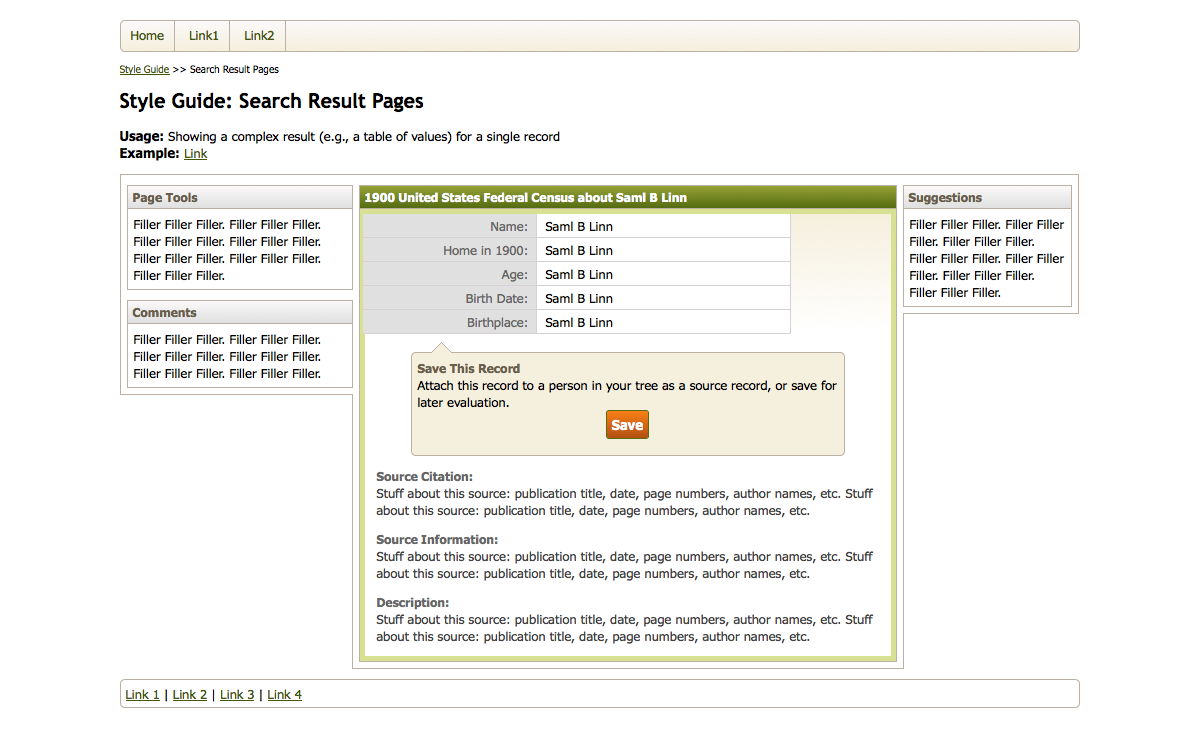 Home Link1 Link2
Style Guide >> Search Result Pages
Style Guide: Search Result Pages
Usage: Showing a complex result (e.g., a table of values) for a single record
Example: Link
Page Tools
Filler Filler Filler. Filler Filler Filler.
Filler Filler Filler. Filler Filler Filler.
Filler Filler Filler. Filler Filler Filler.
Filler Filler Filler.
Comments
Filler Filler Filler. Filler Filler Filler.
Filler Filler Filler. Filler Filler Filler.
Filler Filler Filler. Filler Filler Filler.
1900 United States Federal Census about Saml B Linn
Name: Saml B Linn
Home in 1900: Saml B Linn
Age: Saml B Linn
Birth Date: Saml B Linn
Birthplace: Saml B Linn
Save This Record
Attach this record to a person in your tree as a source record, or save for
later evaluation.
Save
Source Citation:
Stuff about this source: publication title, date, page numbers, author names, etc. Stuff
about this source: publication title, date, page numbers, author names, etc.
Source Information:
Stuff about this source: publication title, date, page numbers, author names, etc. Stuff
about this source: publication title, date, page numbers, author names, etc.
Description:
Stuff about this source: publication title, date, page numbers, author names, etc. Stuff
about this source: publication title, date, page numbers, author names, etc.
Suggestions
Filler Filler Filler. Filler Filler
Filler. Filler Filler Filler.
Filler Filler Filler. Filler Filler
Filler. Filler Filler Filler.
Filler Filler Filler.
Link 1 | Link 2 | Link 3 | Link 4